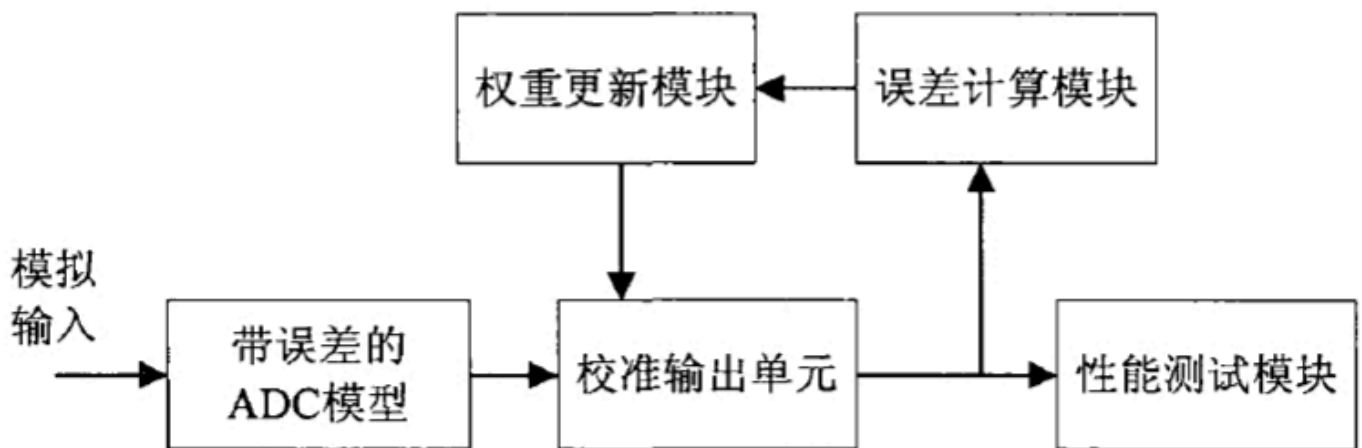 权重更新模块
误差计算模块
模拟
输入
带误差的
ADC模型
校准输出单元
性能测试模块